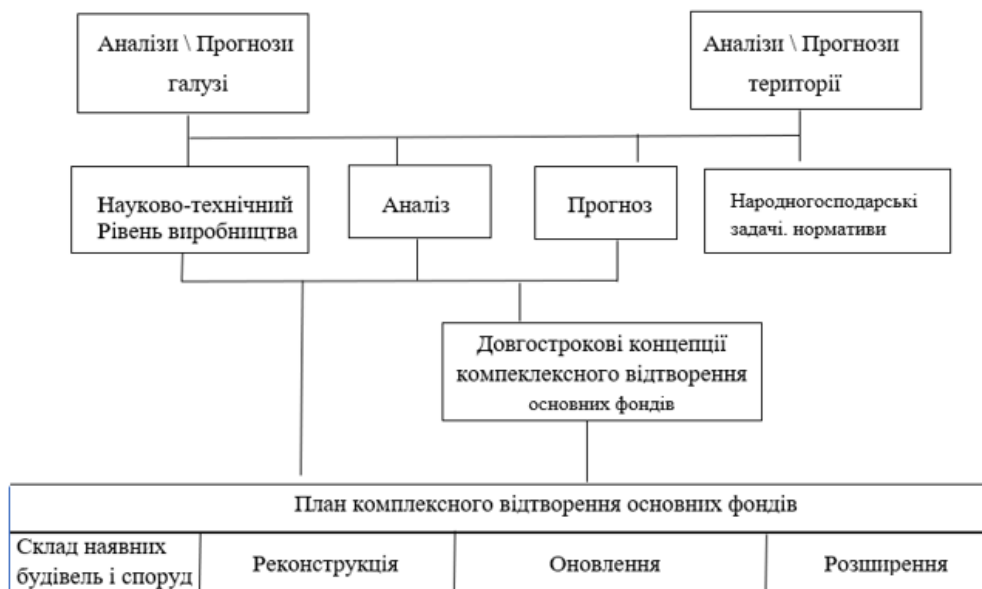 Аналізи \ Прогнози
галузі
Аналізи \ Прогнози
території
Науково-технічний
Рівень виробництва
Аналіз
Прогноз
Народногосподарські
задачі. нормативи
Довгострокові концепції
компеклексного відтворення
основних фондів
План комплексного відтворення основних фондів
Склад наявних
будівель і споруд
Реконструкція
Оновлення
Розширення